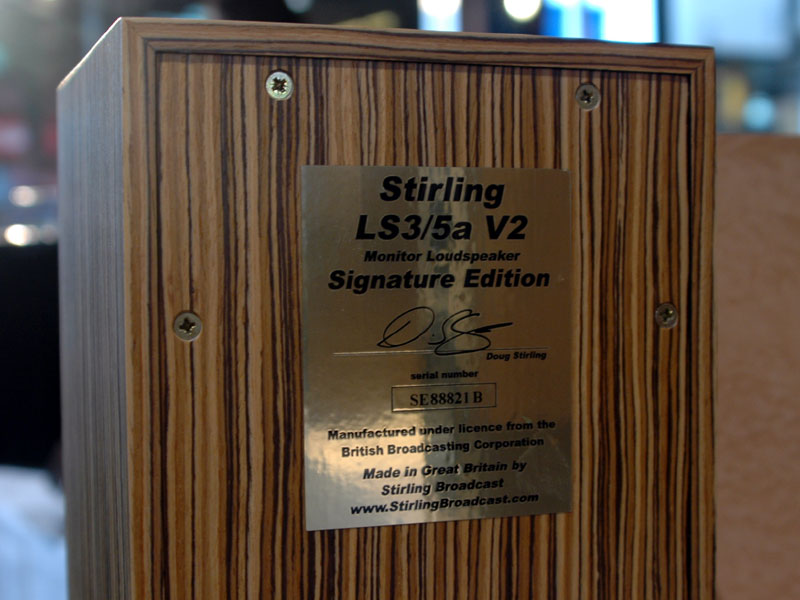 Stirling
LS3/5a V2
Monitor Loudspeaker
Signature Edition
Doug Stirling
serial number
SE88821B
Manufactured under licence from the
British Broadcasting Corporation
Made in Great Britain by
Stirling Broadcast
www.StirlingBroadcast.com